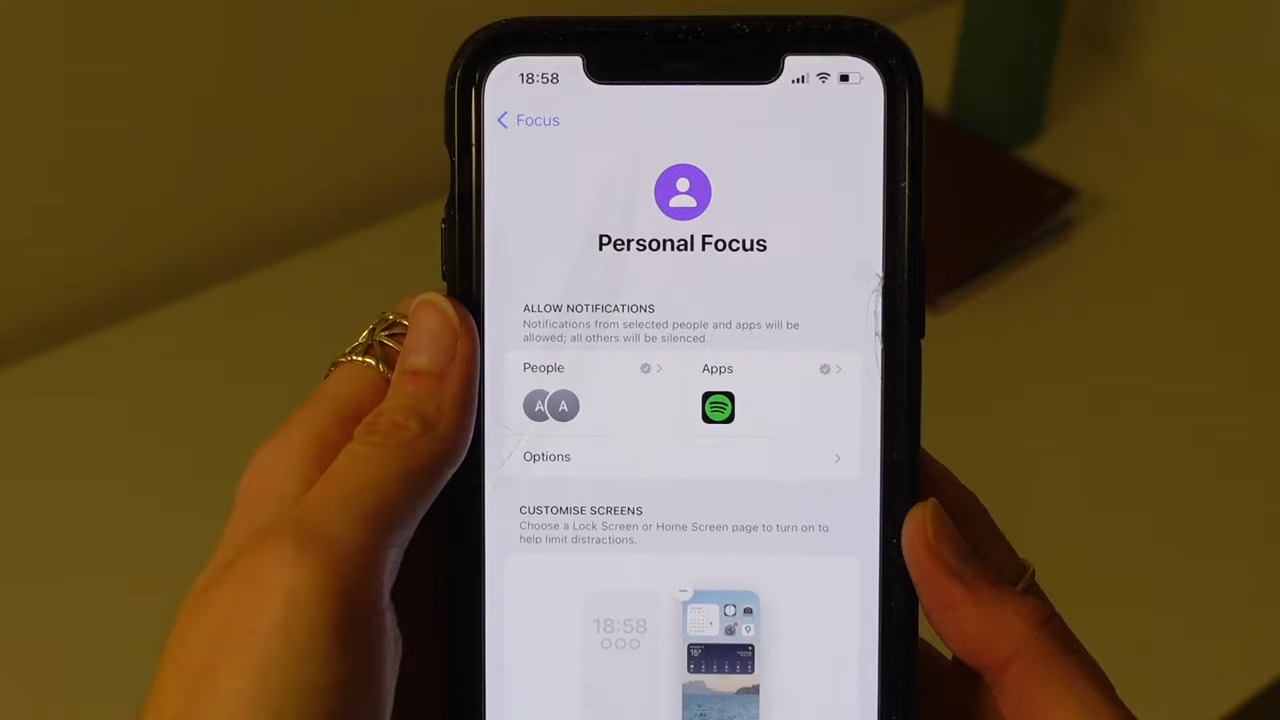 18:58
Focus
Personal Focus
ALLOW NOTIFICATIONS
Notifications from selected people and apps will be
allowed; all others will be silenced.
People
Apps
A A
Options
CUSTOMISE SCREENS
Choose a Lock Screen or Home Screen page to turn on to
help limit distractions.
18:58
15°